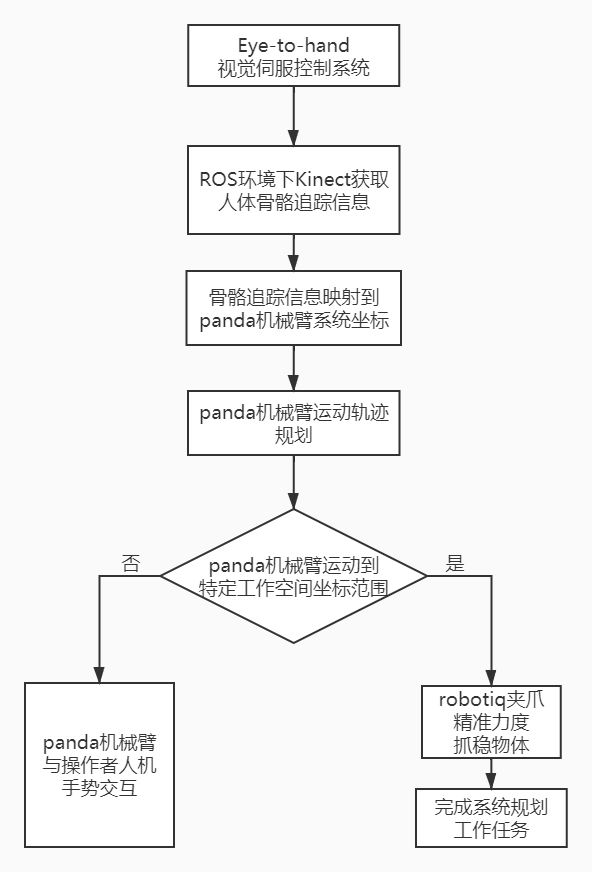 Eye-to-hand
视觉伺服控制系统
ROS环境下Kinect获取
人体骨骼追踪信息
骨骼追踪信息映射到
panda机械臂系统坐标
panda机械臂运动轨迹
规划
panda机械臂运动到
特定工作空间坐标范围
否
是
panda机械臂
与操作者人机
手势交互
robotiq夹爪
精准力度
抓稳物体
完成系统规划
工作任务